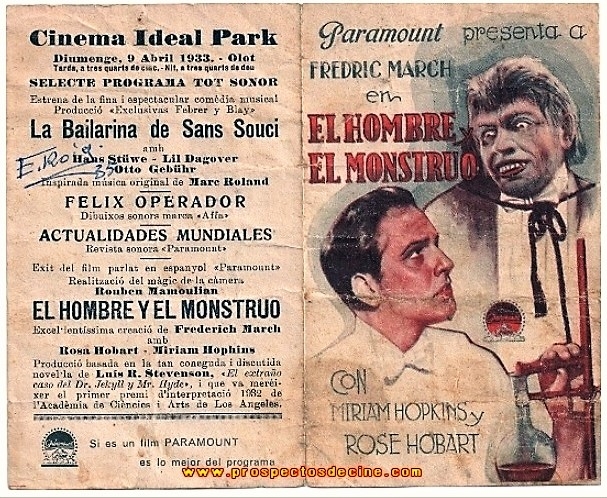 Cinema Ideal Park
Diumenge, 9 Abril 1933. - Olot
Tarda, a tres quarts de cinc. - Nit, a tres quarts de deu
SELECTE PROGRAMA TOT SONOR
Estrena de la fina i espectacular comèdia musical
Producció «Exclusivas Febrer y Blay»
La Bailarina de Sans Souci
amb
Hans Stüwe - Lil Dagover
Otto Gebühr
Inspirada música original de Marc Roland
FELIX OPERADOR
Dibuixos sonors marca «Affa»
ACTUALIDADES MUNDIALES
Revista sonora «Paramount»
Exit del film parlat en espanyol «Paramount»
Realització del màgic de la càmera
Rouben Mamoulian
EL HOMBRE Y EL MONSTRUO
Excel·lentíssima creació de Frederich March
amb
Rosa Hobart - Miriam Hopkins
Producció basada en la tan coneguda i discutida
novel·la de Luis R. Stevenson, «El extraño
caso del Dr. Jekyll y Mr. Hyde», i que va meréi-
xer el primer premi d'interpretació 1932 de
l'Acadèmia de Ciències i Arts de Los Angeles.
Si es un film PARAMOUNT
es lo mejor del programa
Paramount presenta a
FREDRIC MARCH
en
EL HOMBRE y
EL MONSTRUO
CON
MIRIAM HOPKINS y
ROSE HOBART
www.prospectosdecine.com